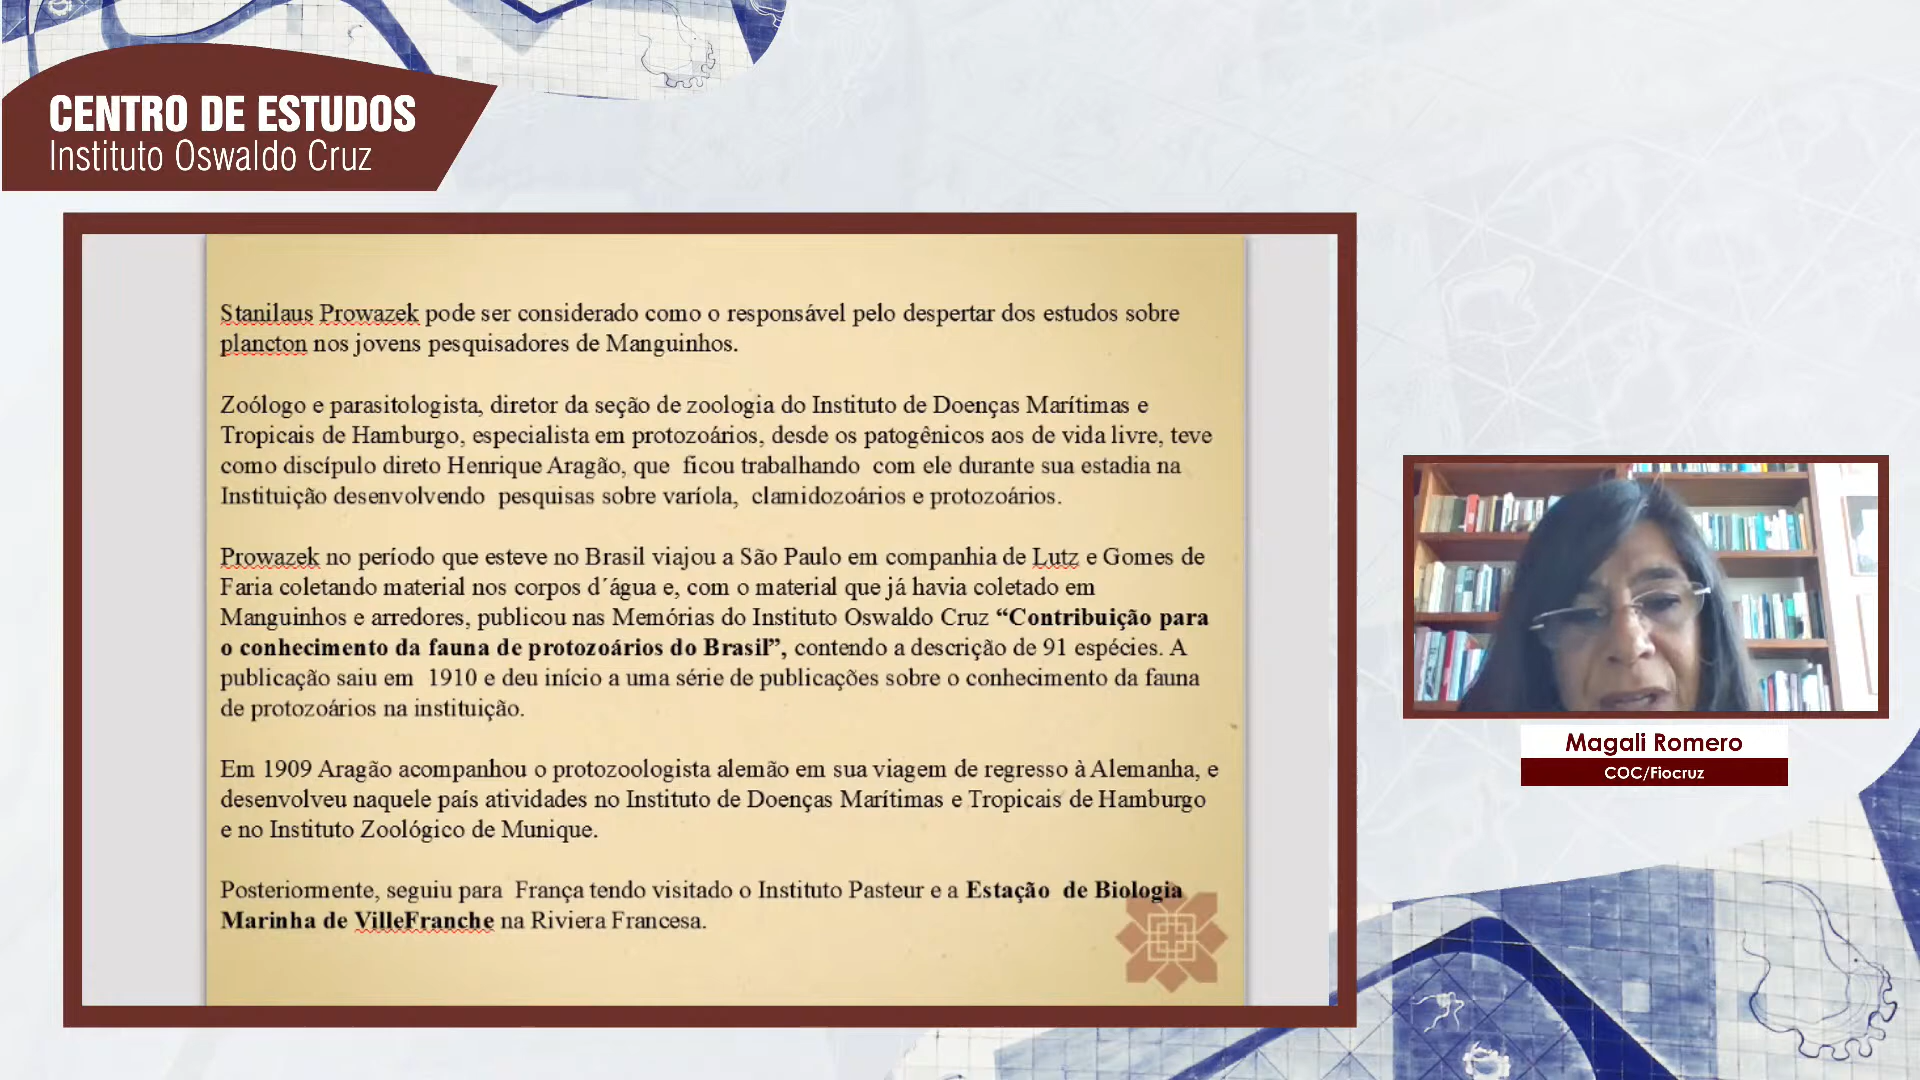 CENTRO DE ESTUDOS
Instituto Oswaldo Cruz
Stanilaus Prowazek pode ser considerado como o responsável pelo despertar dos estudos sobre
plancton nos jovens pesquisadores de Manguinhos.
Zoólogo e parasitologista, diretor da seção de zoologia do Instituto de Doenças Marítimas e
Tropicais de Hamburgo, especialista em protozoários, desde os patogênicos aos de vida livre, teve
como discípulo direto Henrique Aragão, que ficou trabalhando com ele durante sua estadia na
Instituição desenvolvendo pesquisas sobre varíola, clamidozoários e protozoários.
Prowazek no período que esteve no Brasil viajou a São Paulo em companhia de Lutz e Gomes de
Faria coletando material nos corpos d´água e, com o material que já havia coletado em
Manguinhos e arredores, publicou nas Memórias do Instituto Oswaldo Cruz “Contribuição para
o conhecimento da fauna de protozoários do Brasil”, contendo a descrição de 91 espécies. A
publicação saiu em 1910 e deu início a uma série de publicações sobre o conhecimento da fauna
de protozoários na instituição.
Em 1909 Aragão acompanhou o protozoologista alemão em sua viagem de regresso à Alemanha, e
desenvolveu naquele país atividades no Instituto de Doenças Marítimas e Tropicais de Hamburgo
e no Instituto Zoológico de Munique.
Posteriormente, seguiu para França tendo visitado o Instituto Pasteur e a Estação de Biologia
Marinha de VilleFranche na Riviera Francesa.
Magali Romero
COC/Fiocruz